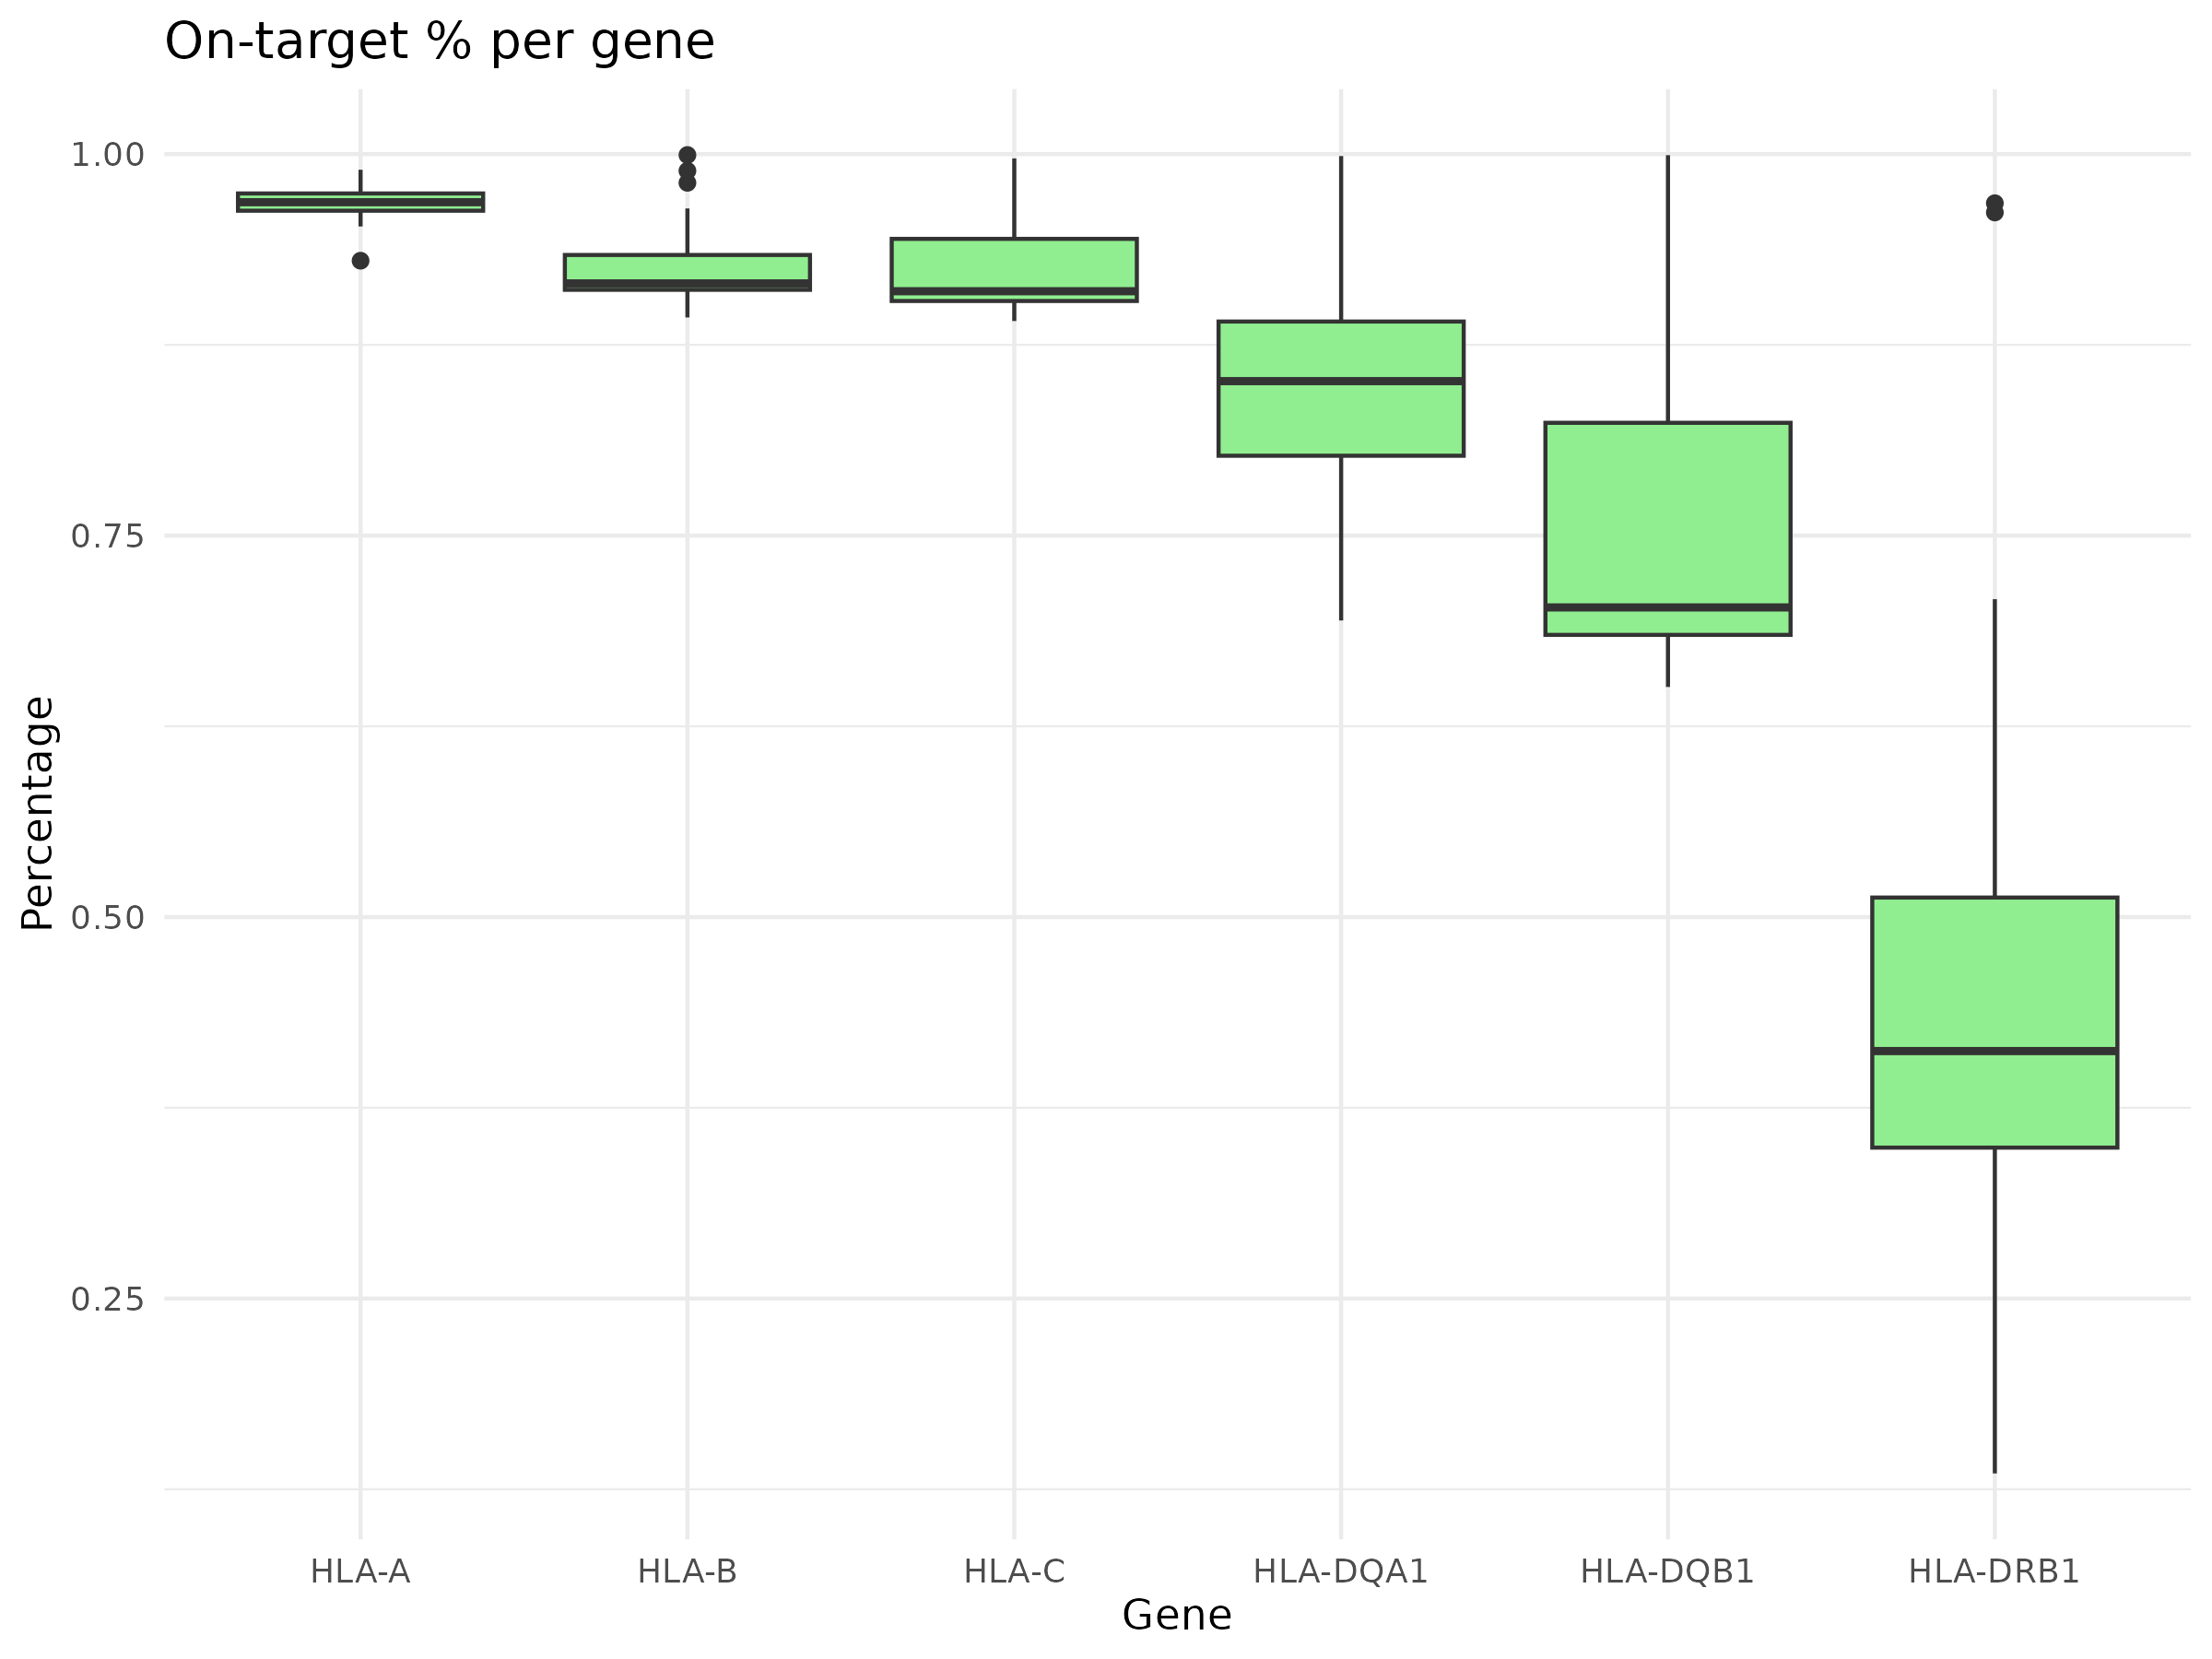 On-target % per gene
Percentage
1.00
0.75
0.50
0.25
HLA-A
HLA-B
HLA-C
HLA-DQA1
HLA-DQB1
HLA-DRB1
Gene